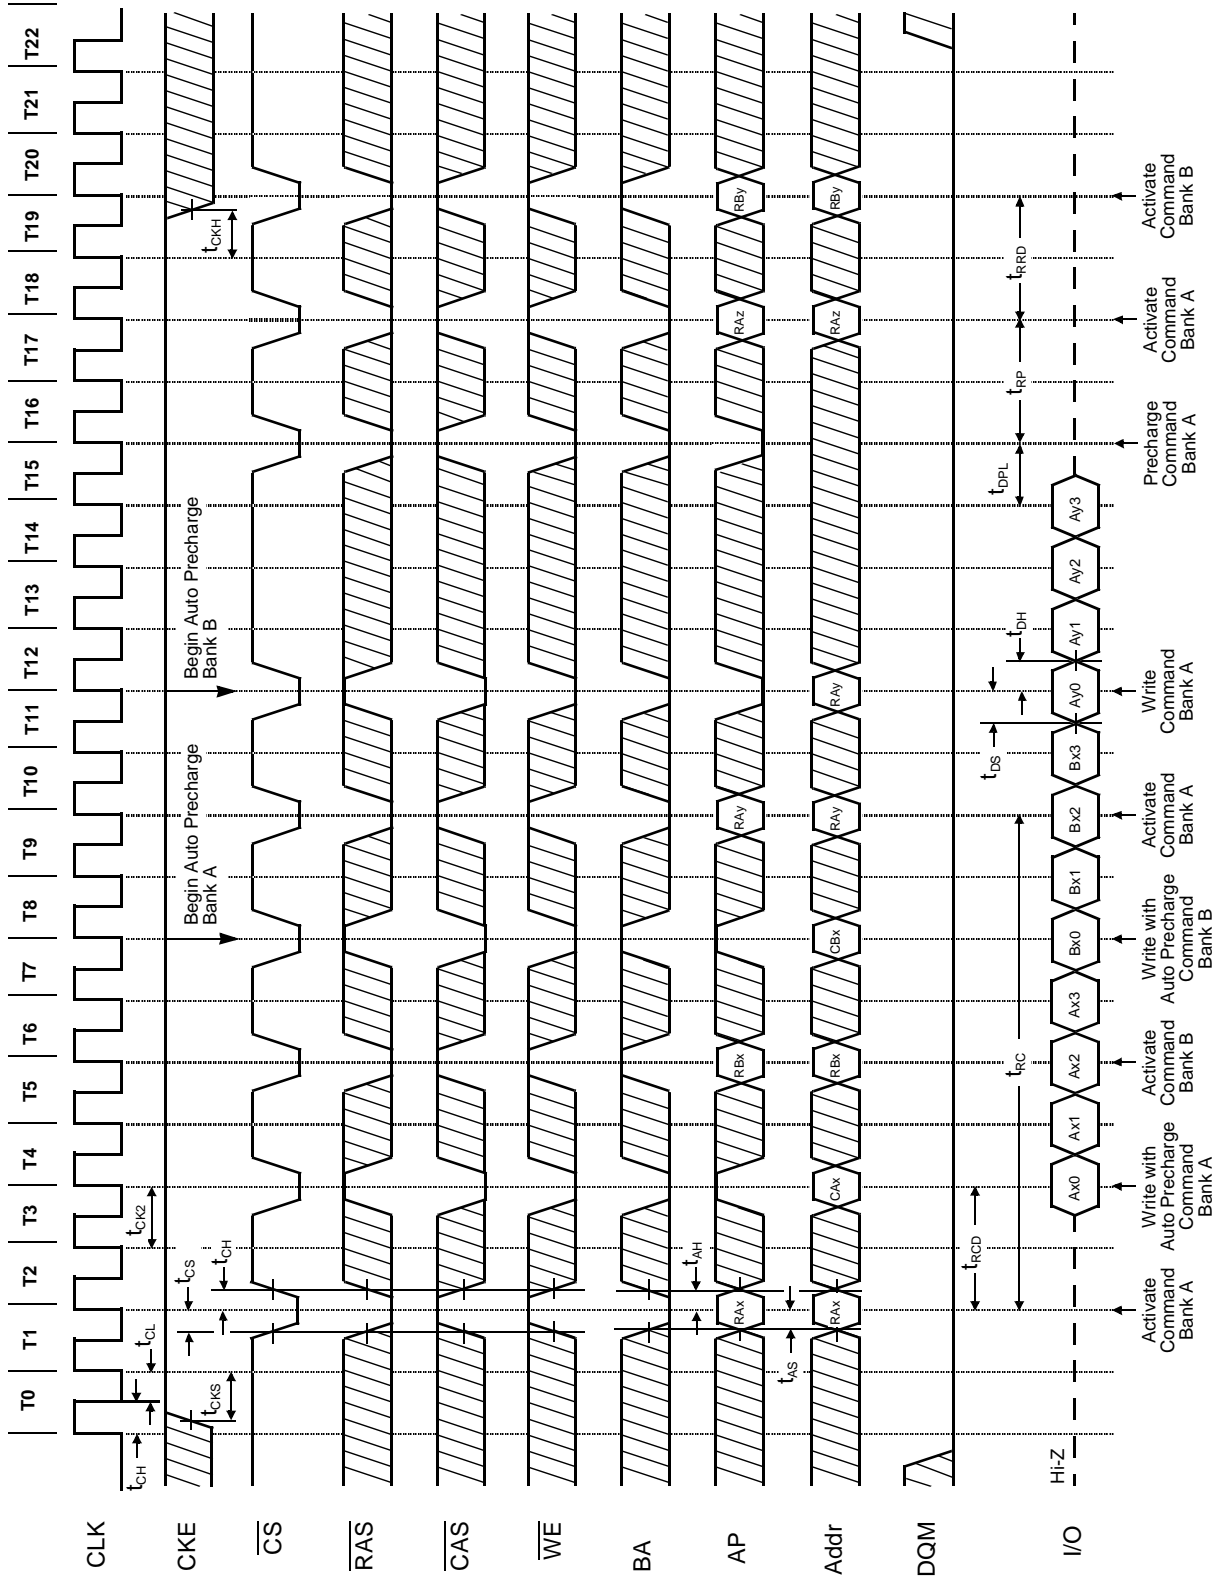 T0 T1 T2 T3 T4 T5 T6 T7 T8 T9 T10 T11 T12 T13 T14 T15 T16 T17 T18 T19 T20 T21 T22
CLK
tCH
tCL
tCK2
CKE
tCKS
tCS
tCH
Begin Auto Precharge
Bank A
Begin Auto Precharge
Bank B
tCKH
CS
RAS
CAS
WE
BA
tAH
AP
RAx
RBx
RAy
RAz
RBy
tAS
Addr
RAx
CAx
RBx
CBx
RAy
RAy
RAz
RBy
DQM
tRCD
tRC
tDS
tDH
tDPL
tRP
tRRD
I/O
Hi-Z
Ax0
Ax1
Ax2
Ax3
Bx0
Bx1
Bx2
Bx3
Ay0
Ay1
Ay2
Ay3
Activate
Command
Bank A
Write with
Auto Precharge
Command
Bank A
Activate
Command
Bank B
Write with
Auto Precharge
Command
Bank B
Activate
Command
Bank A
Write
Command
Bank A
Precharge
Command
Bank A
Activate
Command
Bank A
Activate
Command
Bank B